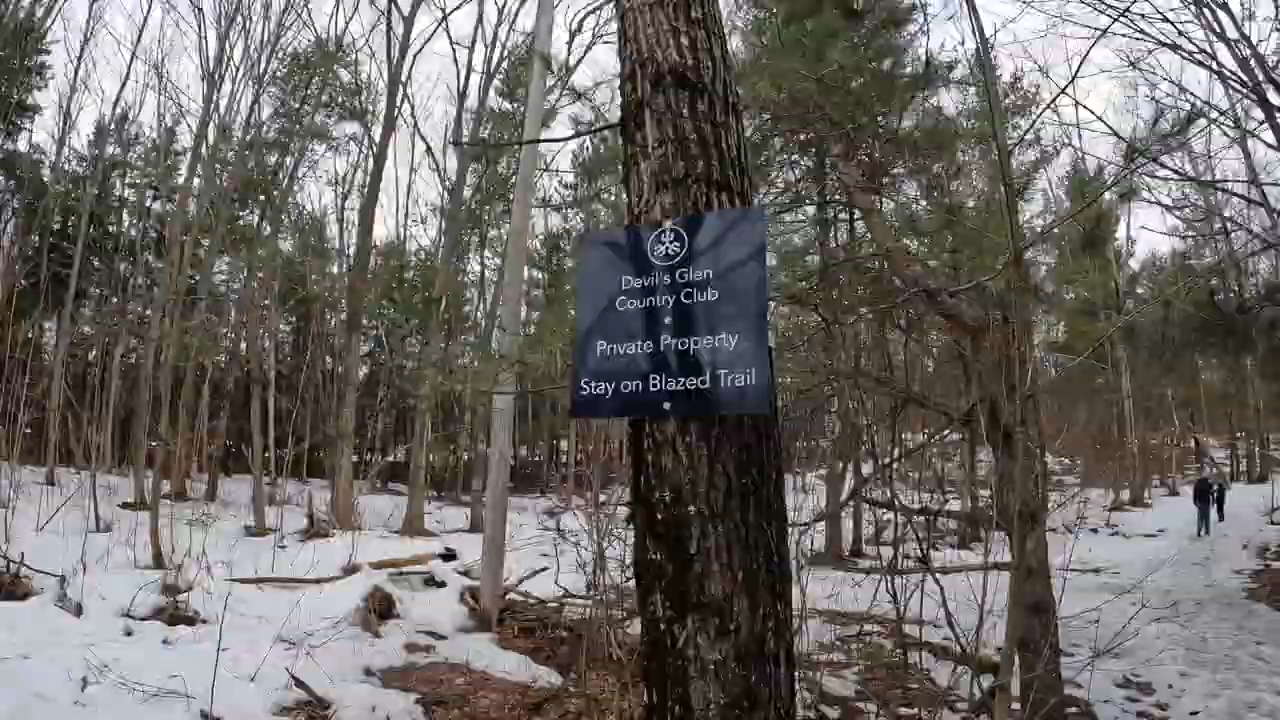 Devil's Glen
Country Club
Private Property
Stay on Blazed Trail